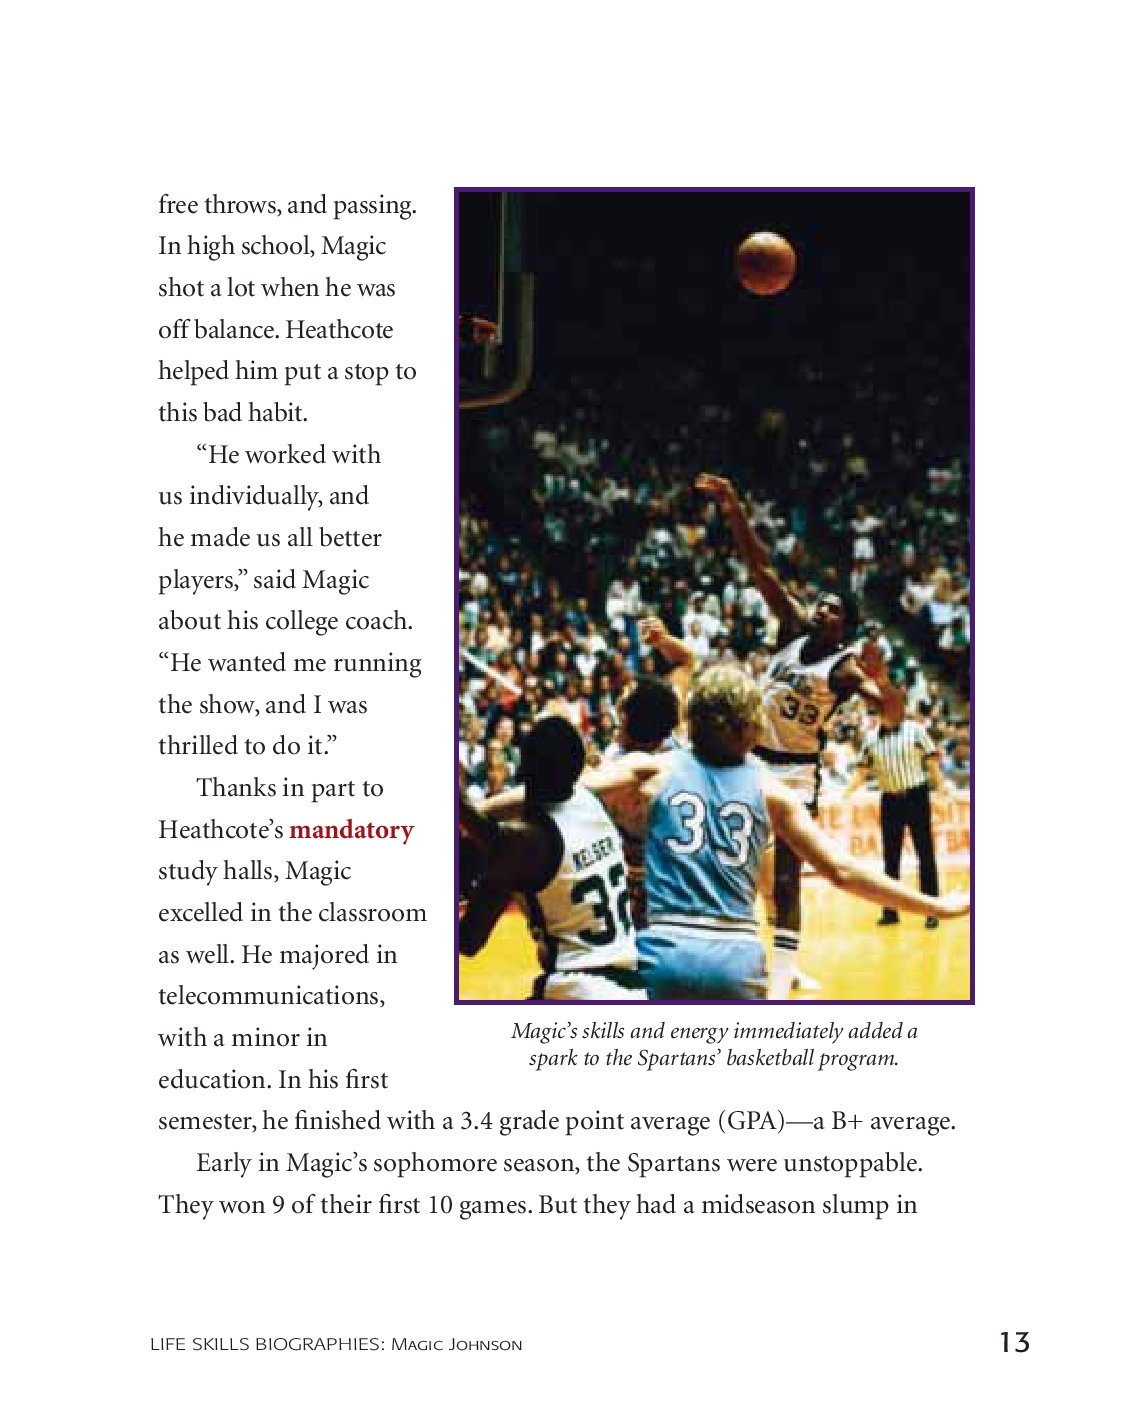 free throws, and passing.
In high school, Magic
shot a lot when he was
off balance. Heathcote
helped him put a stop to
this bad habit.
“He worked with
us individually, and
he made us all better
players,” said Magic
about his college coach.
“He wanted me running
the show, and I was
thrilled to do it.”
Thanks in part to
Heathcote’s mandatory
study halls, Magic
excelled in the classroom
as well. He majored in
telecommunications,
with a minor in
education. In his first
33
33
KELSER
32
Magic’s skills and energy immediately added a
spark to the Spartans’ basketball program.
semester, he finished with a 3.4 grade point average (GPA)—a B+ average.
Early in Magic’s sophomore season, the Spartans were unstoppable.
They won 9 of their first 10 games. But they had a midseason slump in
LIFE SKILLS BIOGRAPHIES: MAGIC JOHNSON
13